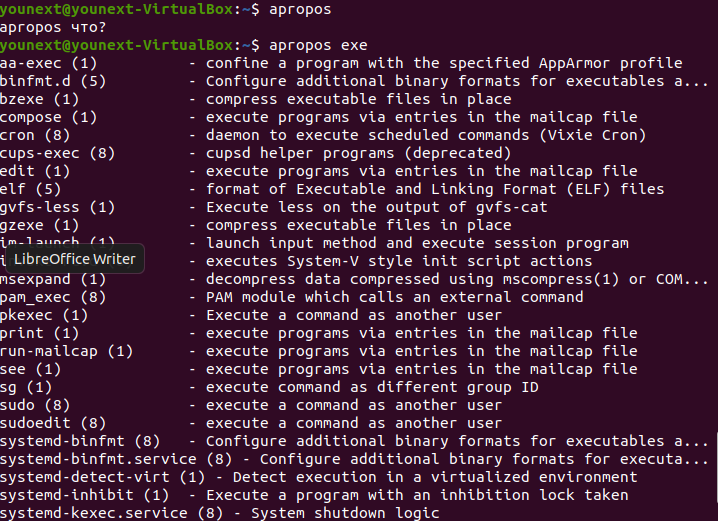 younext@younext-VirtualBox:~$ apropos
apropos что?
younext@younext-VirtualBox:~$ apropos exe
aa-exec (1) - confine a program with the specified AppArmor profile
binfmt.d (5) - Configure additional binary formats for executables a...
bzexe (1) - compress executable files in place
compose (1) - execute programs via entries in the mailcap file
cron (8) - daemon to execute scheduled commands (Vixie Cron)
cups-exec (8) - cupsd helper programs (deprecated)
edit (1) - execute programs via entries in the mailcap file
elf (5) - format of Executable and Linking Format (ELF) files
gvfs-less (1) - Execute less on the output of gvfs-cat
gzexe (1) - compress executable files in place
im-launch (1) - launch input method and execute session program
LibreOffice Writer
- executes System-V style init script actions
msexpand (1) - decompress data compressed using mscompress(1) or COM...
pam_exec (8) - PAM module which calls an external command
pkexec (1) - Execute a command as another user
print (1) - execute programs via entries in the mailcap file
run-mailcap (1) - execute programs via entries in the mailcap file
see (1) - execute programs via entries in the mailcap file
sg (1) - execute command as different group ID
sudo (8) - execute a command as another user
sudoedit (8) - execute a command as another user
systemd-binfmt (8) - Configure additional binary formats for executables a...
systemd-binfmt.service (8) - Configure additional binary formats for executa...
systemd-detect-virt (1) - Detect execution in a virtualized environment
systemd-inhibit (1) - Execute a program with an inhibition lock taken
systemd-kexec.service (8) - System shutdown logic